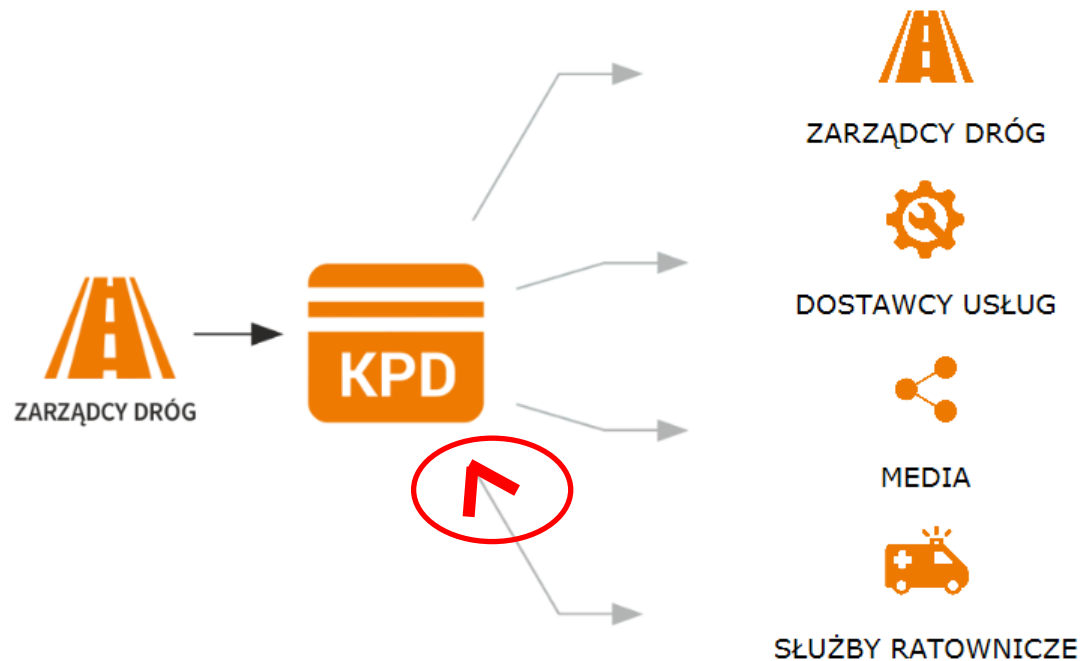 ZARZĄDCY DRÓG
DOSTAWCY USŁUG
KPD
ZARZĄDCY DRÓG
MEDIA
SŁUŻBY RATOWNICZE